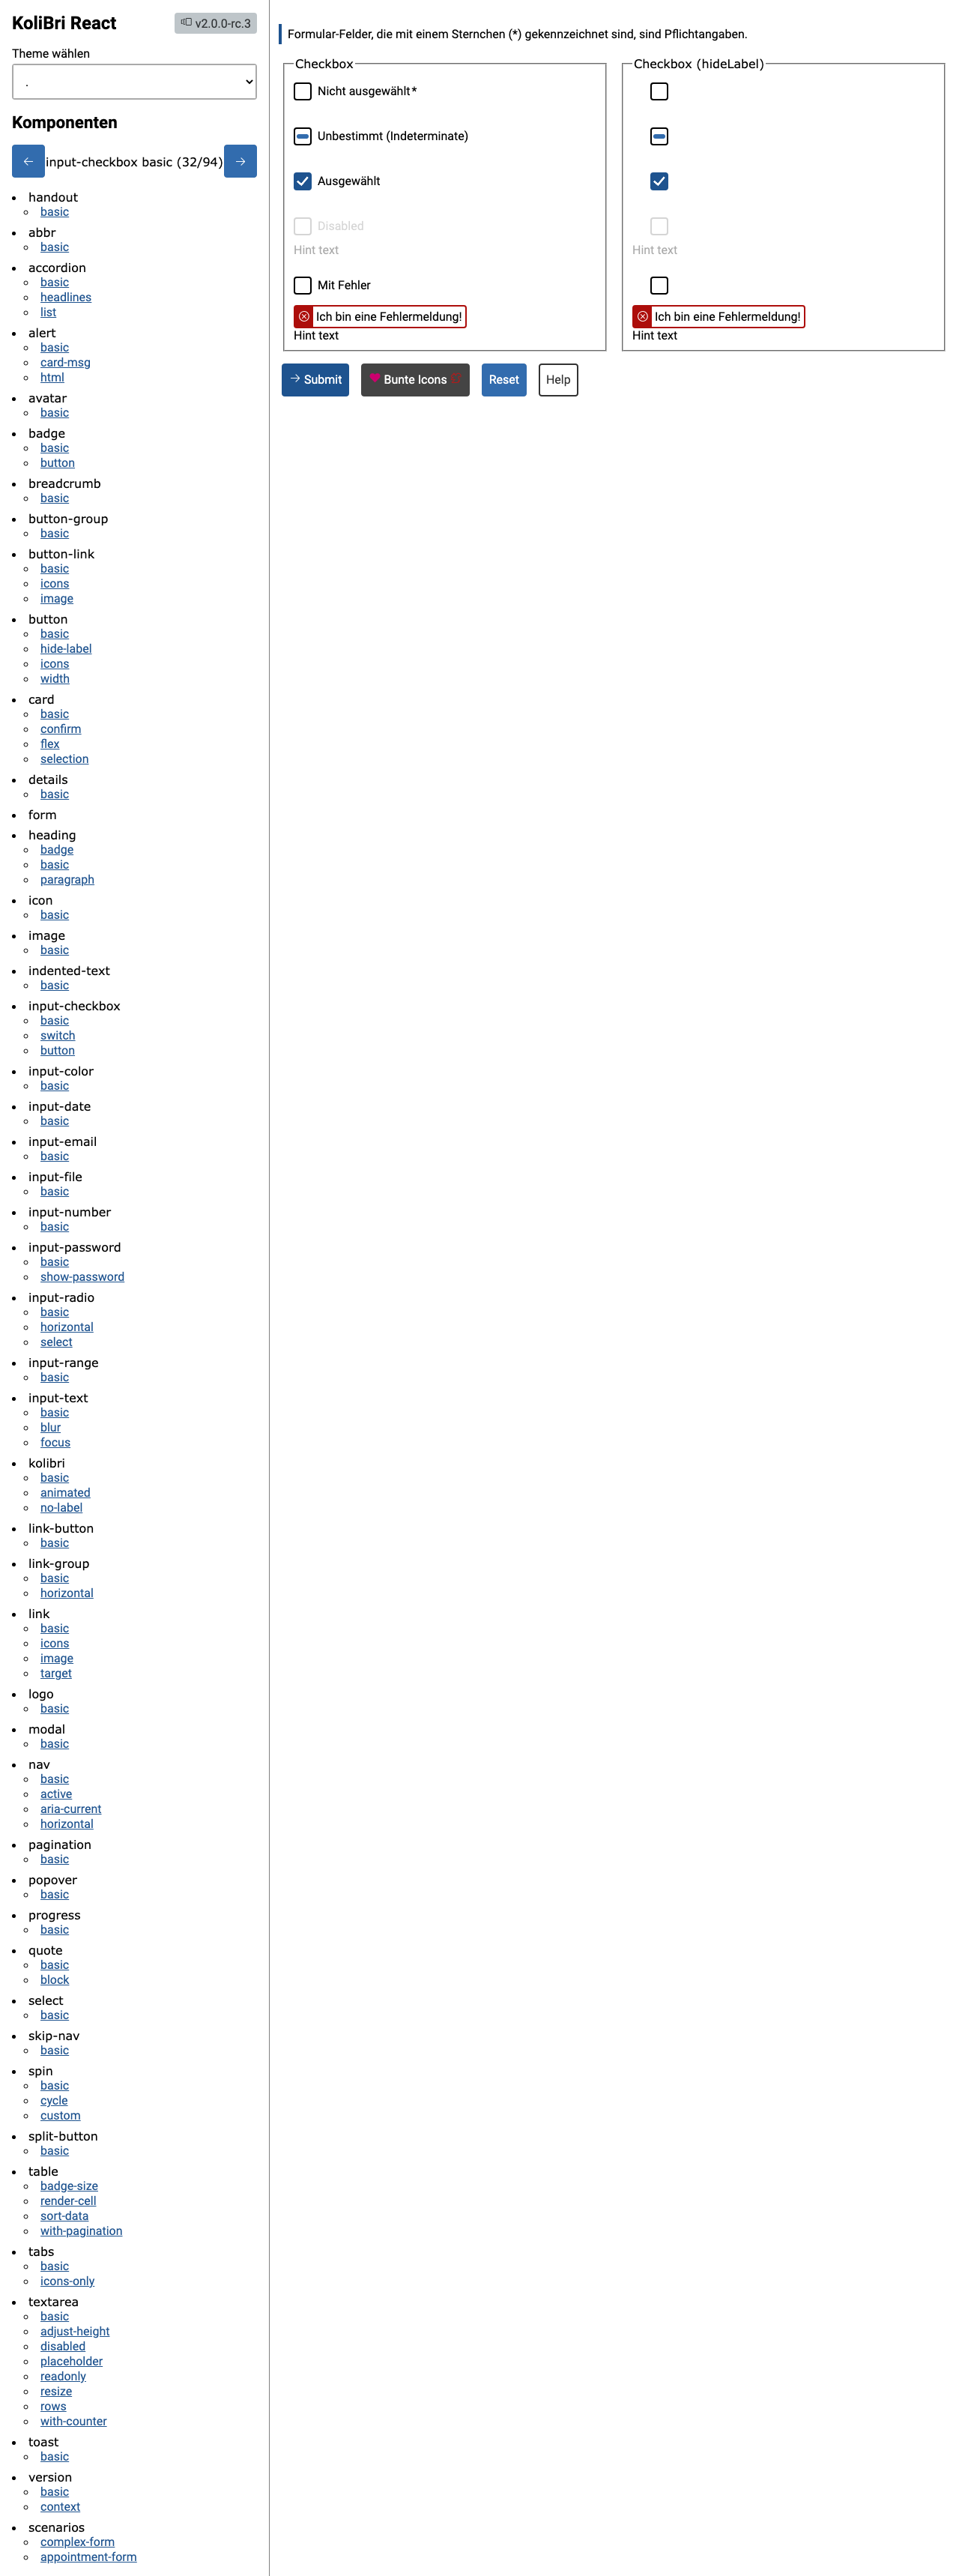 KoliBri React
v2.0.0-rc.3
Theme wählen
.
Komponenten
← input-checkbox basic (32/94) →
handout
basic
abbr
basic
accordion
basic
headlines
list
alert
basic
card-msg
html
avatar
basic
badge
basic
button
breadcrumb
basic
button-group
basic
button-link
basic
icons
image
button
basic
hide-label
icons
width
card
basic
confirm
flex
selection
details
basic
form
heading
badge
basic
paragraph
icon
basic
image
basic
indented-text
basic
input-checkbox
basic
switch
button
input-color
basic
input-date
basic
input-email
basic
input-file
basic
input-number
basic
input-password
basic
show-password
input-radio
basic
horizontal
select
input-range
basic
input-text
basic
blur
focus
kolibri
basic
animated
no-label
link-button
basic
link-group
basic
horizontal
link
basic
icons
image
target
logo
basic
modal
basic
nav
basic
active
aria-current
horizontal
pagination
basic
popover
basic
progress
basic
quote
basic
block
select
basic
skip-nav
basic
spin
basic
cycle
custom
split-button
basic
table
badge-size
render-cell
sort-data
with-pagination
tabs
basic
icons-only
textarea
basic
adjust-height
disabled
placeholder
readonly
resize
rows
with-counter
toast
basic
version
basic
context
scenarios
complex-form
appointment-form
Formular-Felder, die mit einem Sternchen (*) gekennzeichnet sind, sind Pflichtangaben.
Checkbox
Nicht ausgewählt*
Unbestimmt (Indeterminate)
Ausgewählt
Disabled
Hint text
Mit Fehler
Ich bin eine Fehlermeldung!
Hint text
Checkbox (hideLabel)
Hint text
Ich bin eine Fehlermeldung!
Hint text
→ Submit
Bunte Icons
Reset
Help